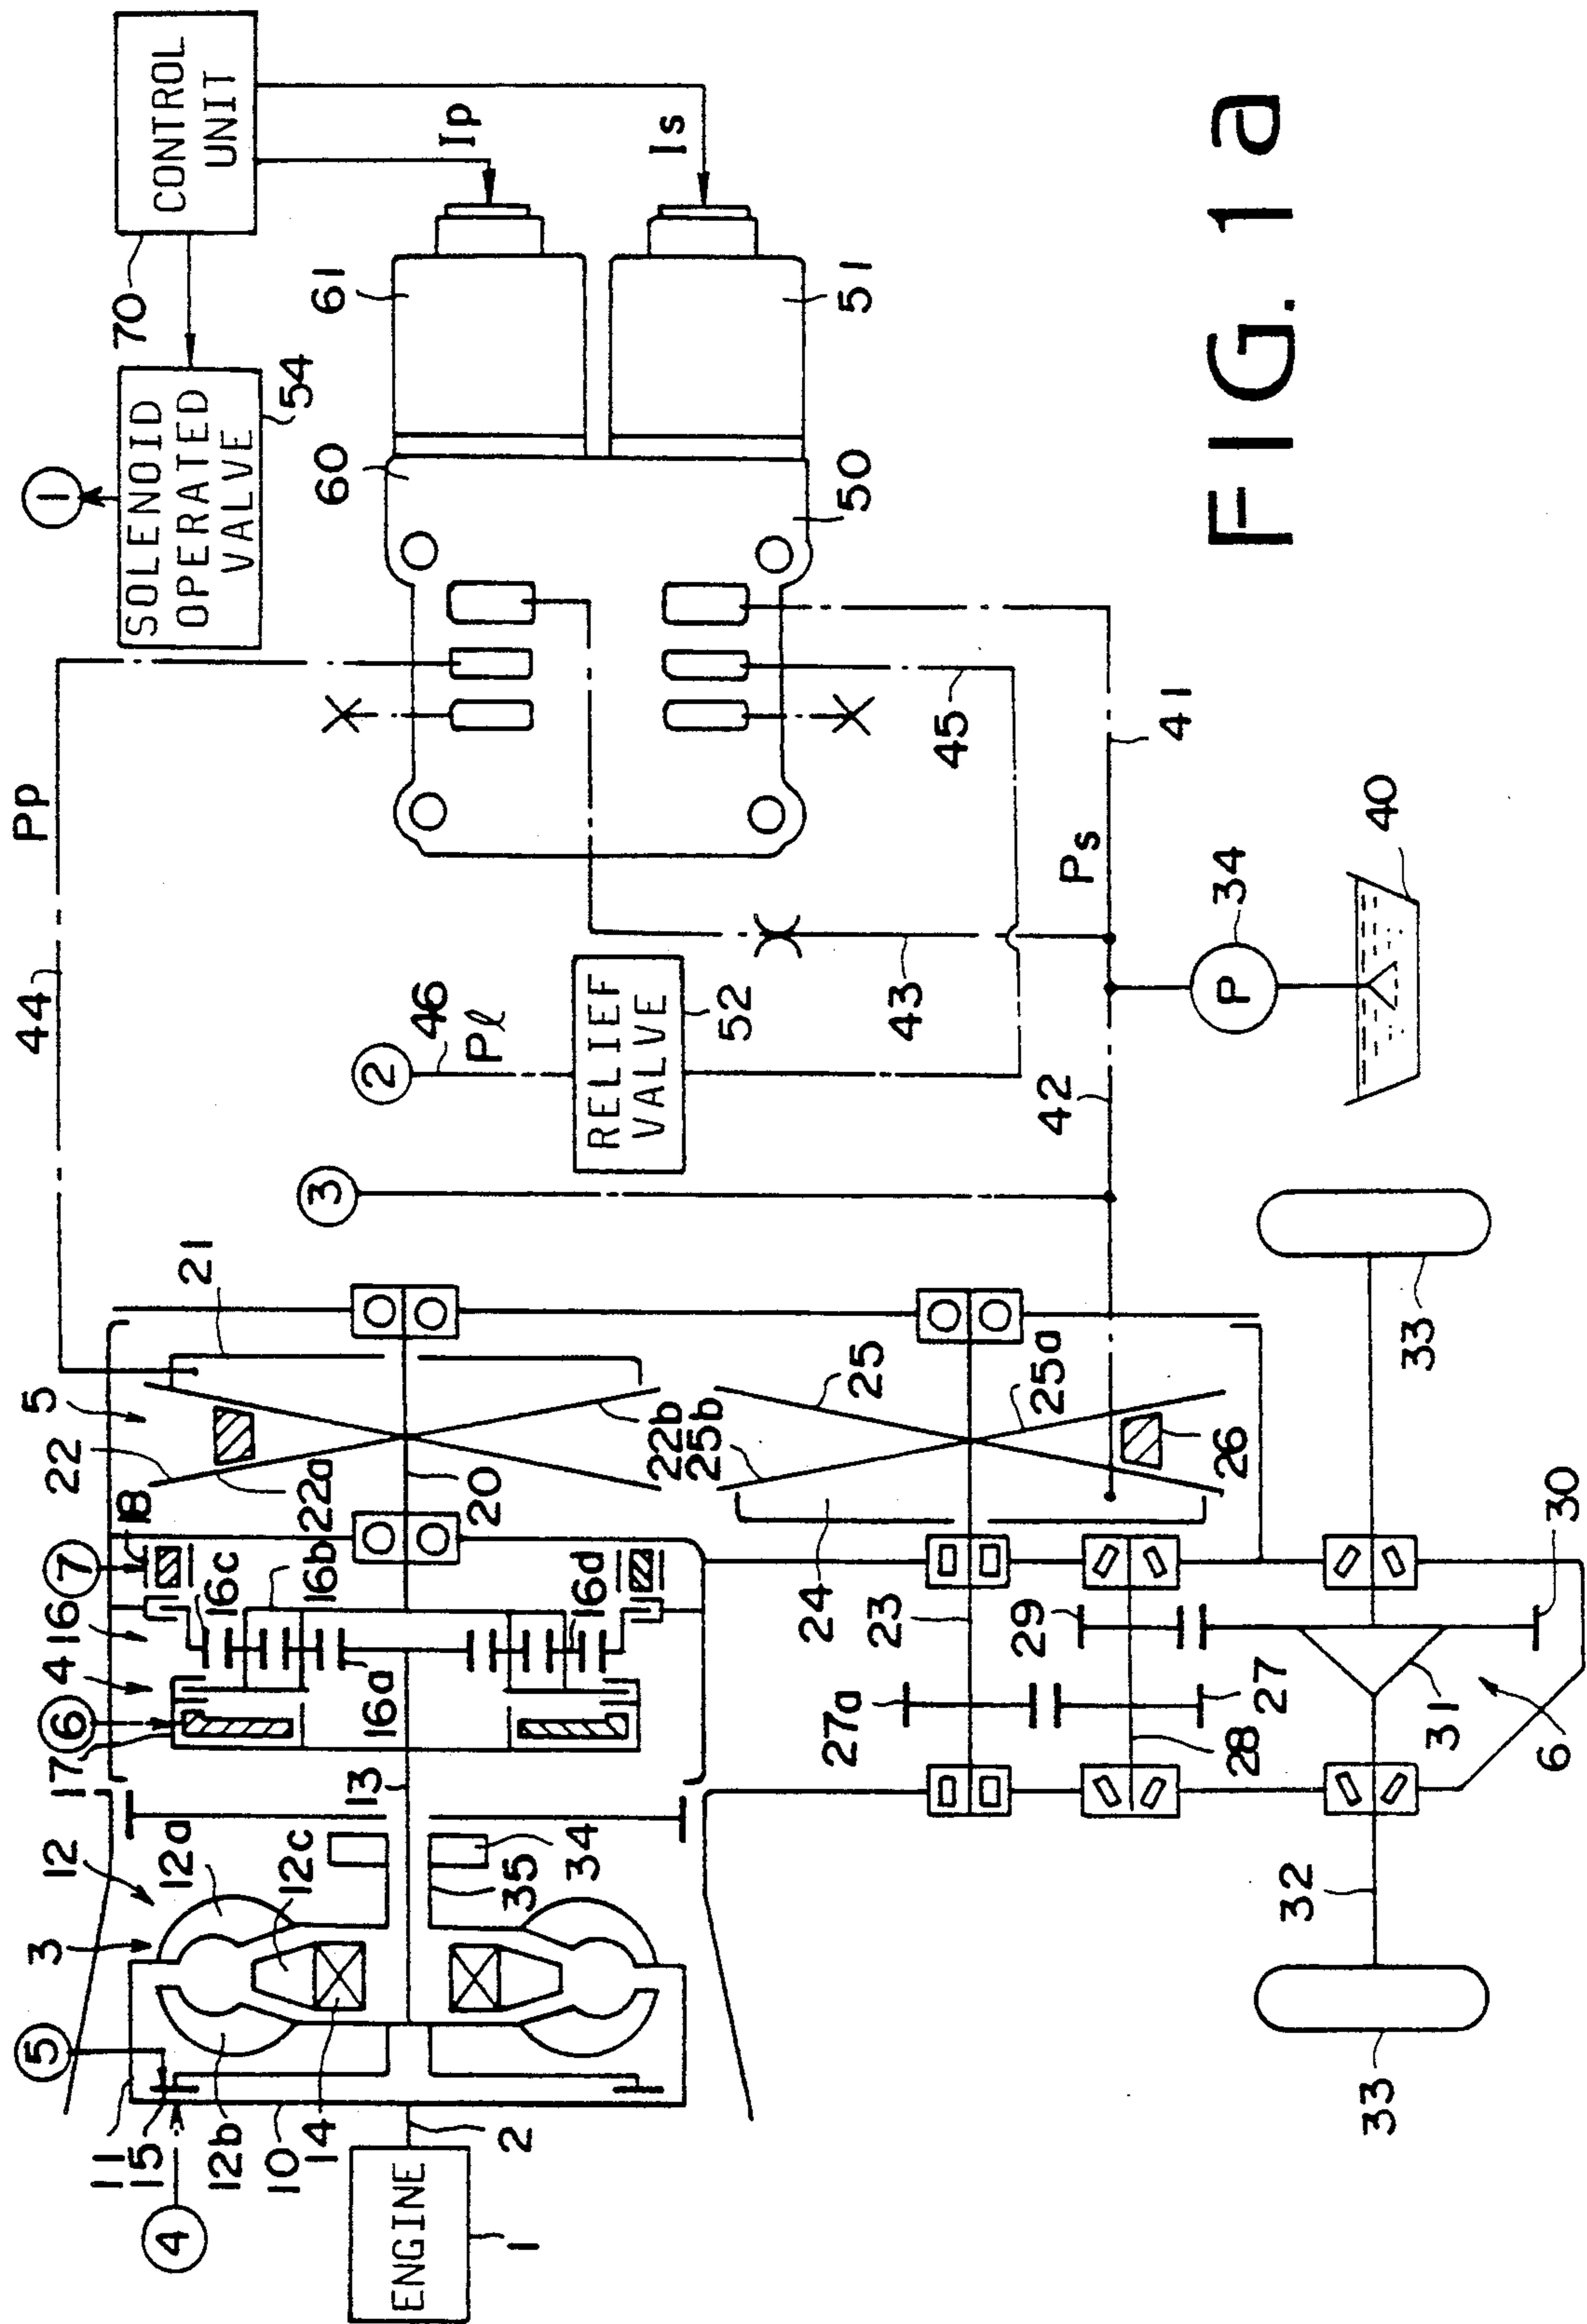 CONTROL
UNIT
70
SOLENOID
OPERATED
VALVE
54
1
Ip
Is
61
51
60
50
Pp
44
45
41
Ps
43
42
46
Pl
2
RELIEF
VALVE
52
3
P
34
40
21
5
22
22a
22b
20
25
25a
25b
26
24
23
18
7
16
16c
16b
16d
16a
4
6
17
13
12
12a
12c
12b
3
35
34
14
5
11
15
10
4
2
ENGINE
1
27a
27
28
29
30
31
6
32
33
33
FIG. 1a